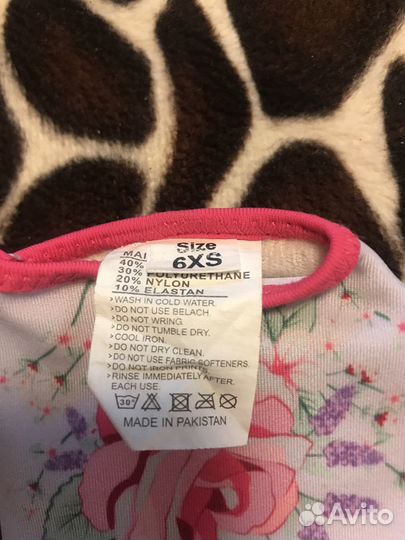 Size
6XS
MAI
40%
30% POLYURETHANE
20% NYLON
10% ELASTAN
>WASH IN COLD WATER.
>DO NOT USE BELACH
>DO NOT WRING.
>DO NOT TUMBLE DRY.
>COOL IRON.
>DO NOT DRY CLEAN.
>DO NOT USE FABRIC SOFTENERS.
>DO NOT IRON PRINTS
>RINSE IMMEDIATELY AFTER
EACH USE.
30°
MADE IN PAKISTAN
Avito